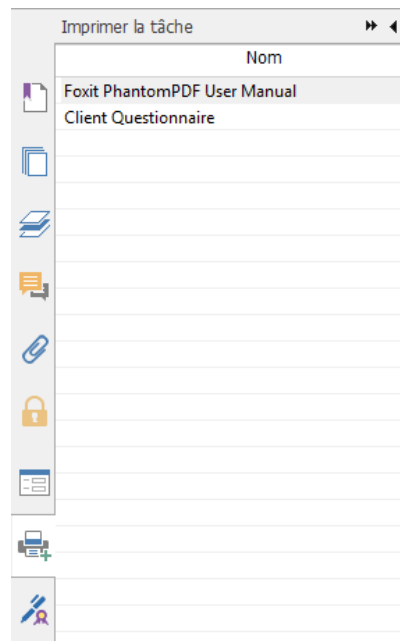 Imprimer la tâche
Nom
Foxit PhantomPDF User Manual
Client Questionnaire